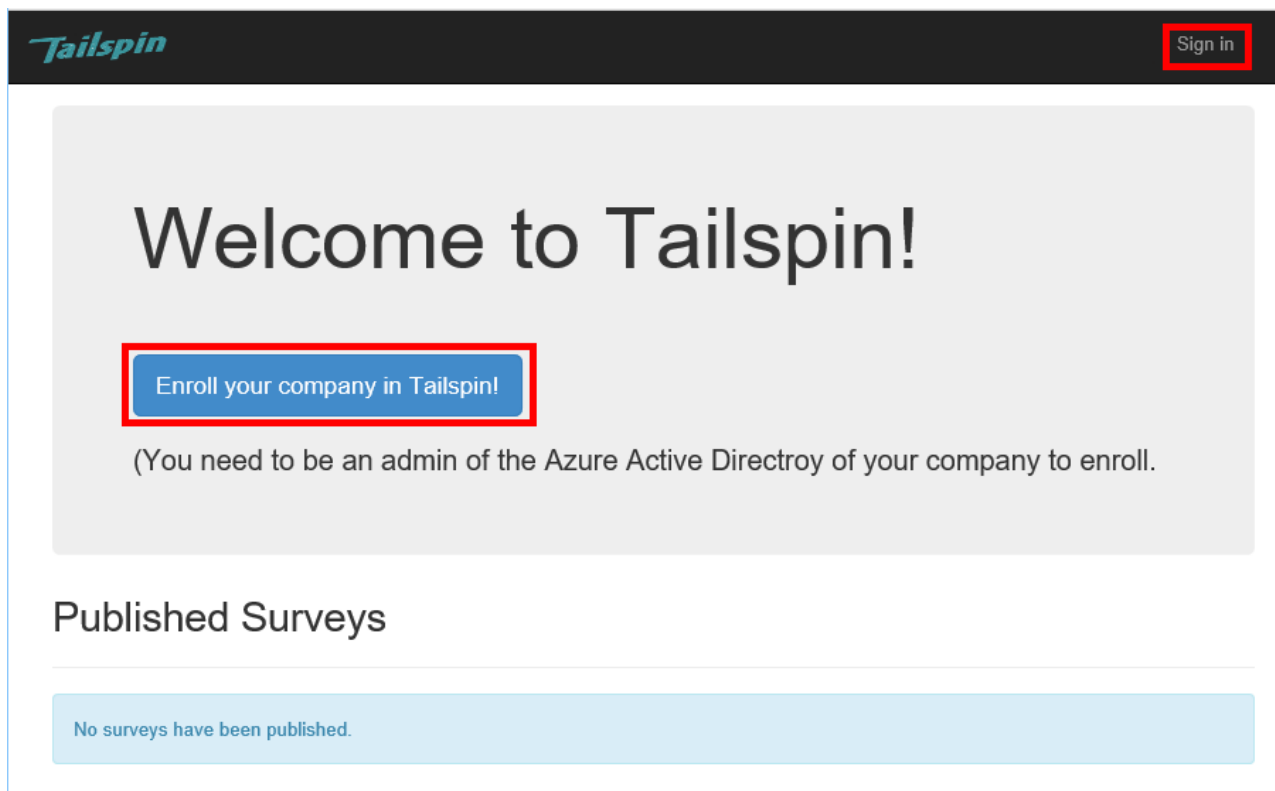 Tailspin
Sign in
Welcome to Tailspin!
Enroll your company in Tailspin!
(You need to be an admin of the Azure Active Directroy of your company to enroll.
Published Surveys
No surveys have been published.